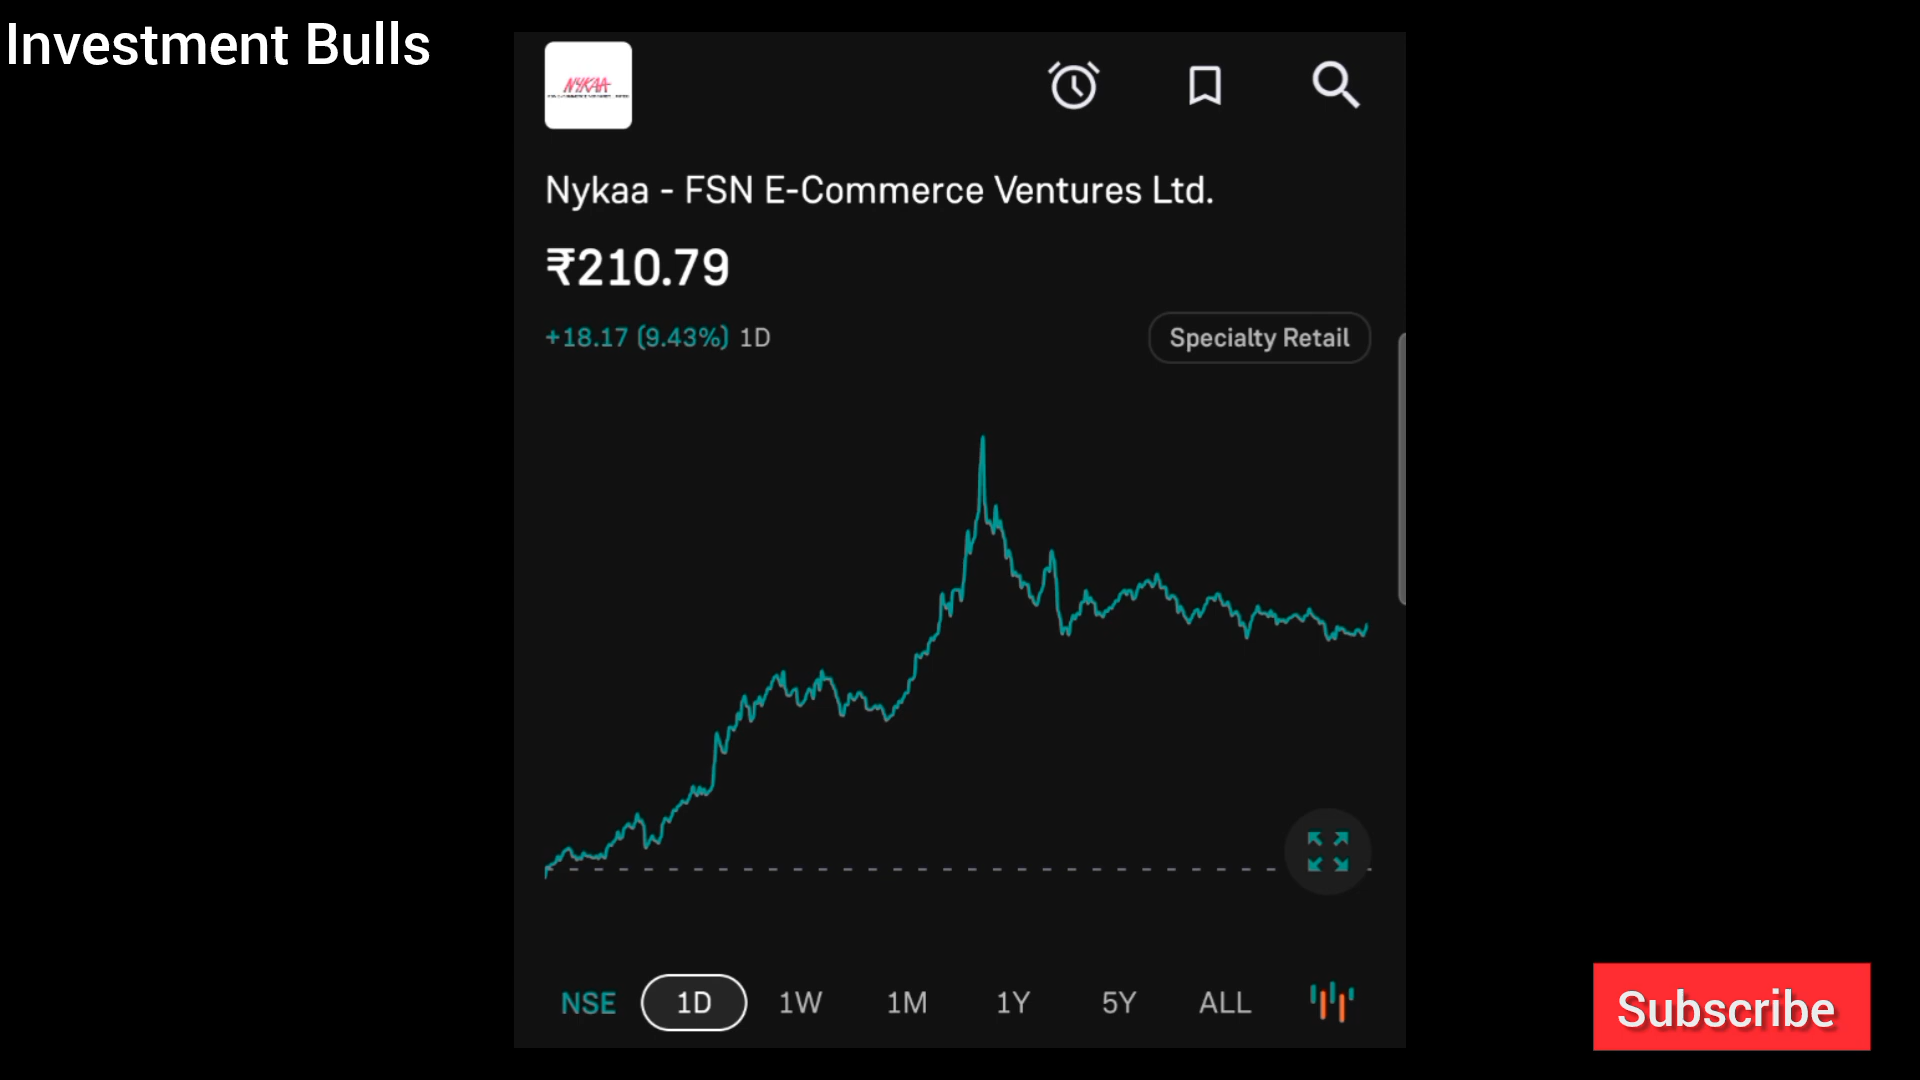 Investment Bulls
NYKAA
Nykaa - FSN E-Commerce Ventures Ltd.
₹210.79
+18.17 (9.43%) 1D
Specialty Retail
NSE 1D 1W 1M 1Y 5Y ALL
Subscribe